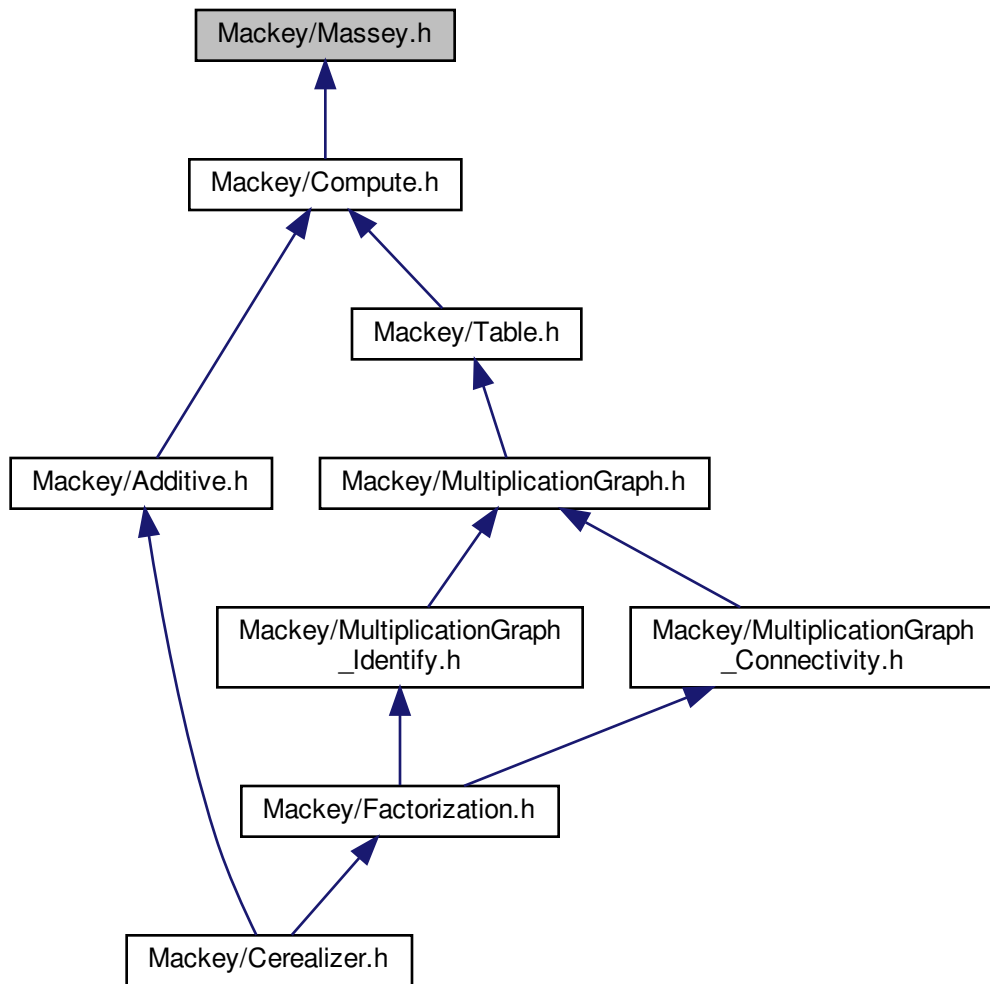 Mackey/Massey.h
Mackey/Compute.h
Mackey/Table.h
Mackey/Additive.h
Mackey/MultiplicationGraph.h
Mackey/MultiplicationGraph
_Identify.h
Mackey/MultiplicationGraph
_Connectivity.h
Mackey/Factorization.h
Mackey/Cerealizer.h